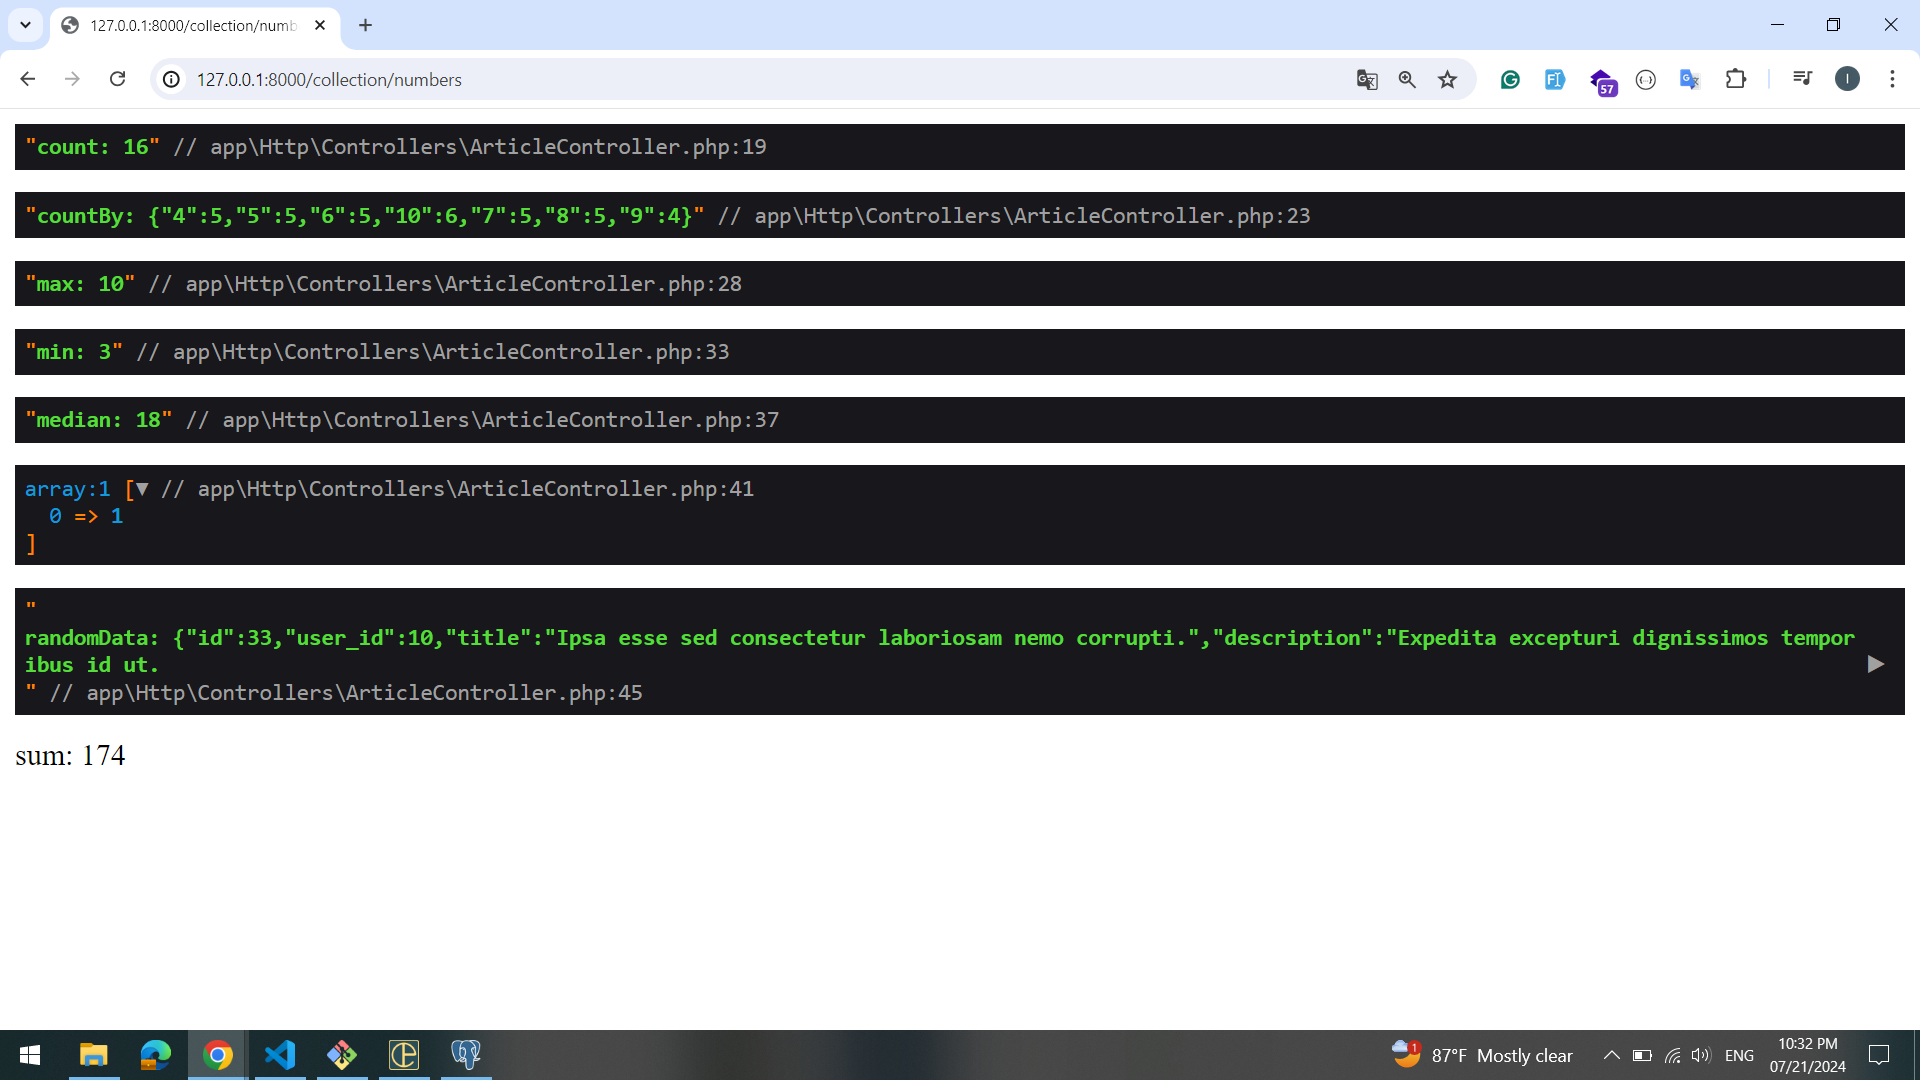 127.0.0.1:8000/collection/numb
127.0.0.1:8000/collection/numbers
57
I
"count: 16" // app\Http\Controllers\ArticleController.php:19
"countBy: {"4":5,"5":5,"6":5,"10":6,"7":5,"8":5,"9":4}" // app\Http\Controllers\ArticleController.php:23
"max: 10" // app\Http\Controllers\ArticleController.php:28
"min: 3" // app\Http\Controllers\ArticleController.php:33
"median: 18" // app\Http\Controllers\ArticleController.php:37
array:1 [▼ // app\Http\Controllers\ArticleController.php:41
0 => 1
]
"
randomData: {"id":33,"user_id":10,"title":"Ipsa esse sed consectetur laboriosam nemo corrupti.","description":"Expedita excepturi dignissimos tempor
ibus id ut.
" // app\Http\Controllers\ArticleController.php:45
sum: 174
1
87°F Mostly clear
ENG
10:32 PM
07/21/2024